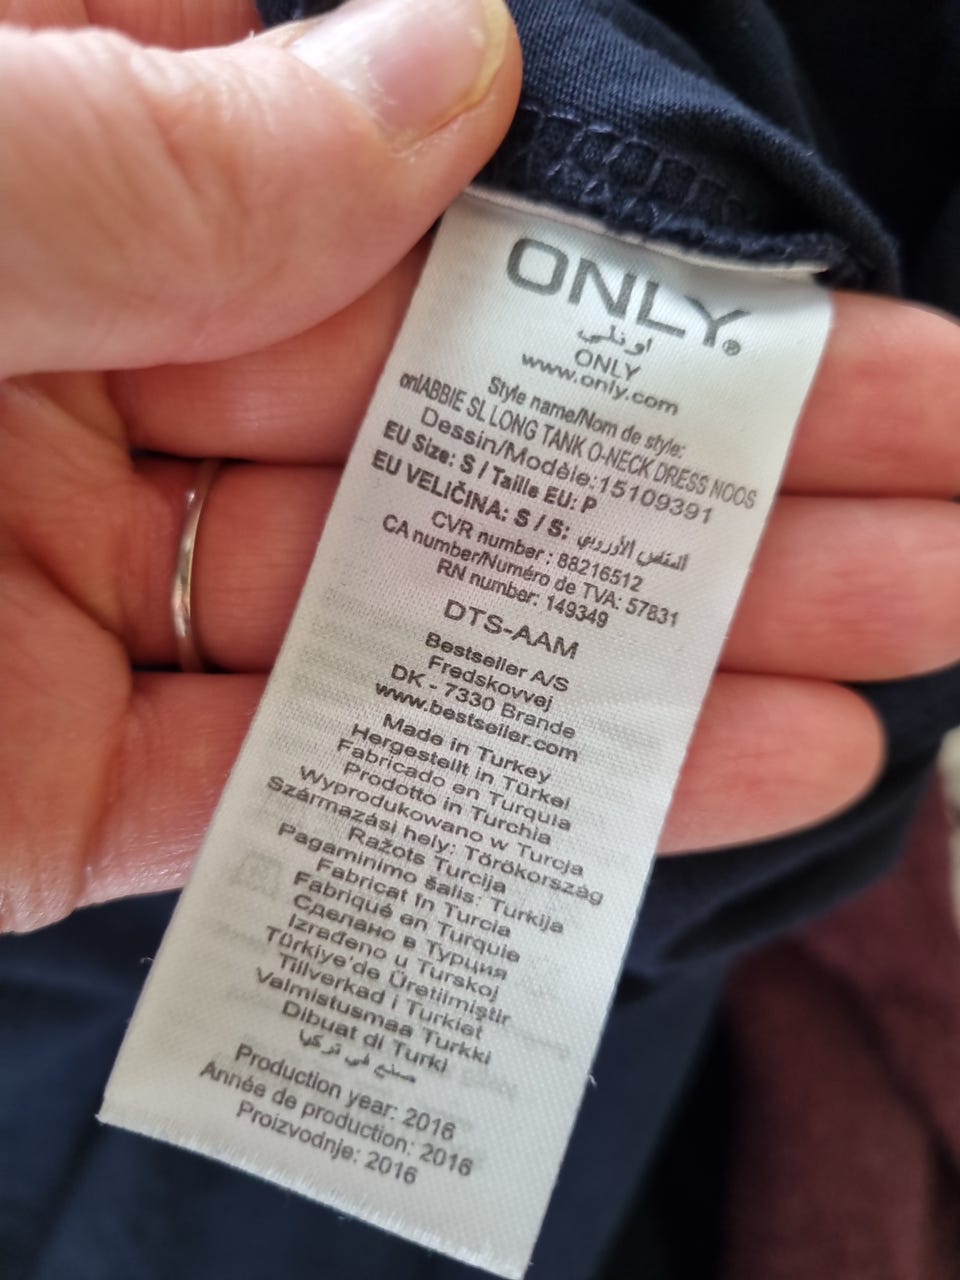 ONLY®
اونلي
ONLY
www.only.com
Style name/Nom de style:
onlABBIE SL LONG TANK O-NECK DRESS NOOS
Dessin/Modèle:15109391
EU Size: S / Taille EU: P
EU VELIČINA: S / S: المقاس الأوروبي
CVR number : 88216512
CA number/Numéro de TVA: 57831
RN number: 149349
DTS-AAM
Bestseller A/S
Fredskovvej
DK - 7330 Brande
www.bestseller.com
Made in Turkey
Hergestellt in Türkei
Fabricado en Turquía
Prodotto in Turchia
Wyprodukowano w Turcja
Származási hely: Törökország
Ražots Turcija
Pagaminimo šalis: Turkija
Fabricat în Turcia
Fabriqué en Turquie
Сделано в Турция
Izrađeno u Turskoj
Türkiye'de Üretilmiştir
Tillverkad i Turkiet
Valmistusmaa Turkki
Dibuat di Turki
صنع في تركيا
Production year: 2016
Année de production: 2016
Proizvodnje: 2016